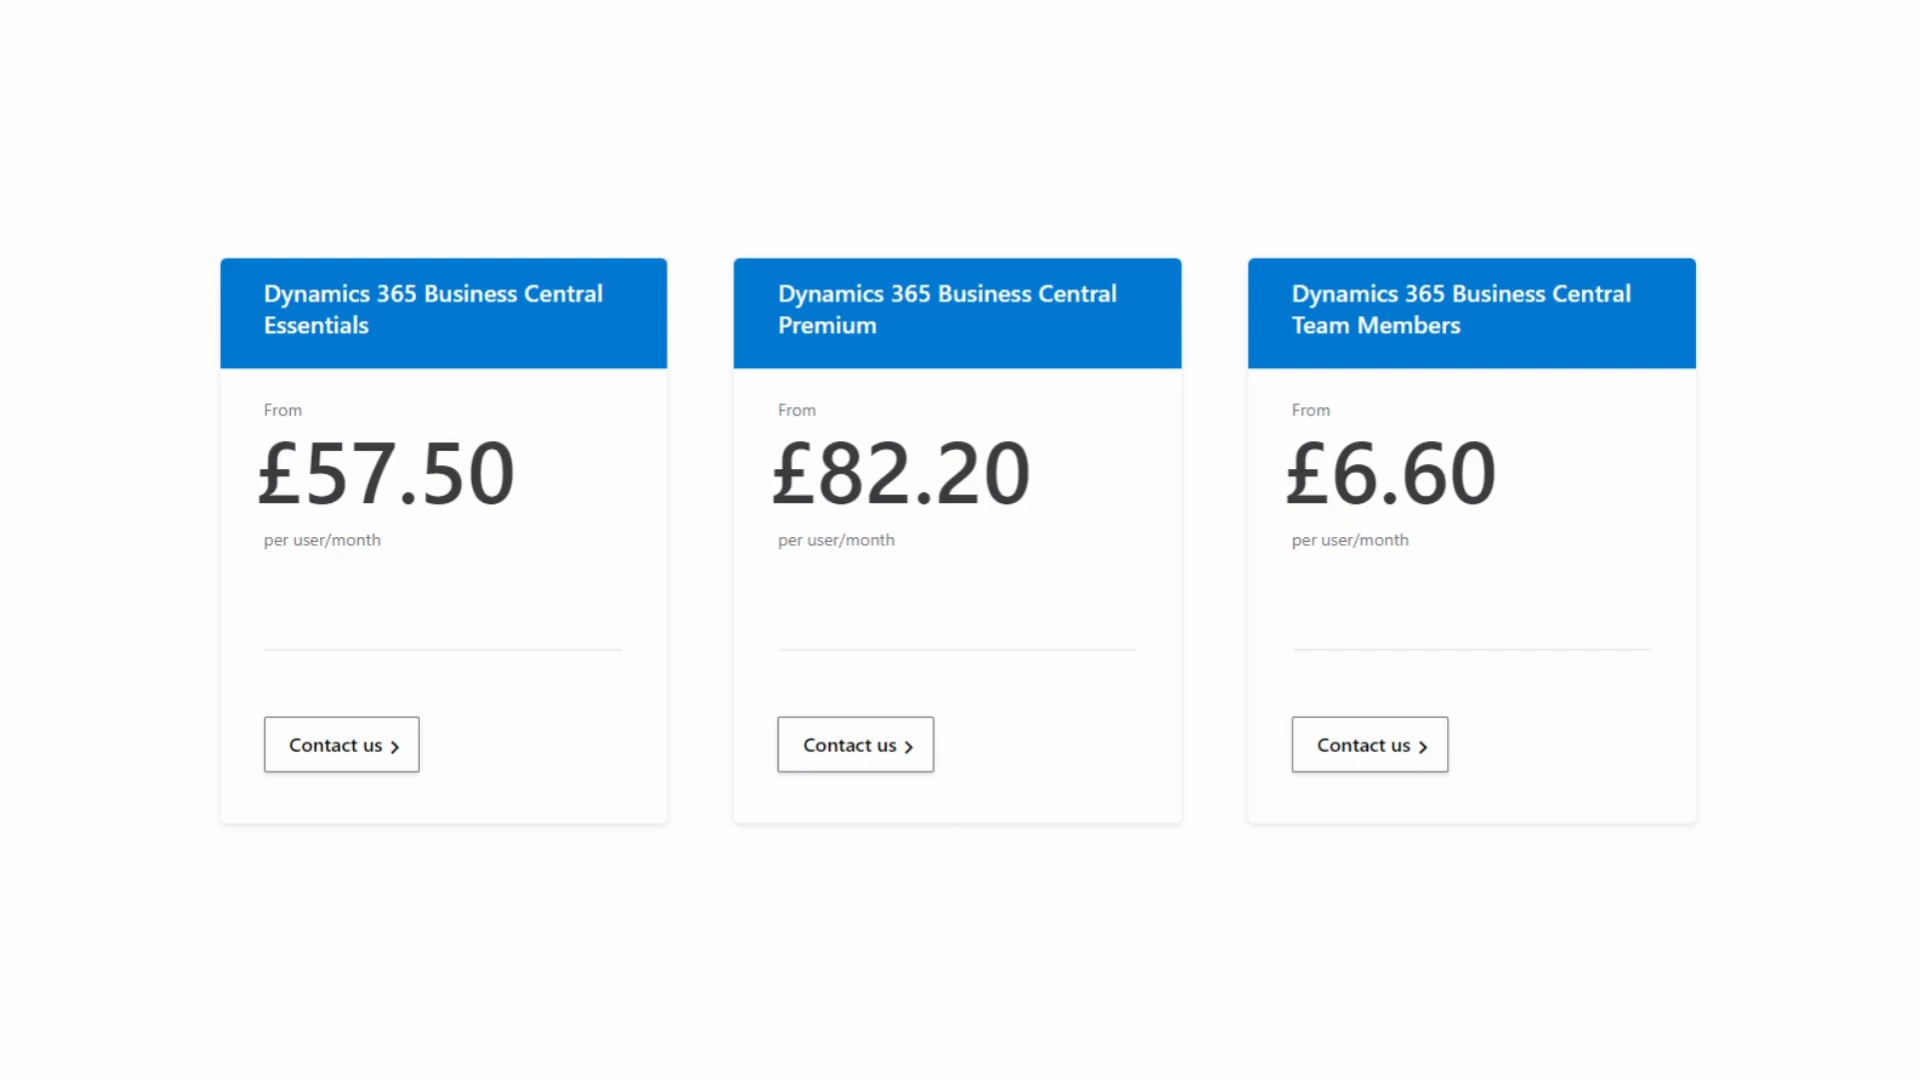 Dynamics 365 Business Central
Essentials
From
£57.50
per user/month
Contact us
Dynamics 365 Business Central
Premium
From
£82.20
per user/month
Contact us
Dynamics 365 Business Central
Team Members
From
£6.60
per user/month
Contact us